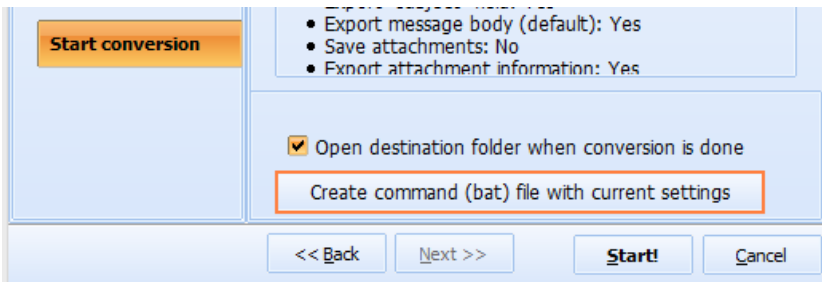 Start conversion
• Export message body (default): Yes
• Save attachments: No
• Export attachment information: Yes
Open destination folder when conversion is done
Create command (bat) file with current settings
<< Back
Next >>
Start!
Cancel